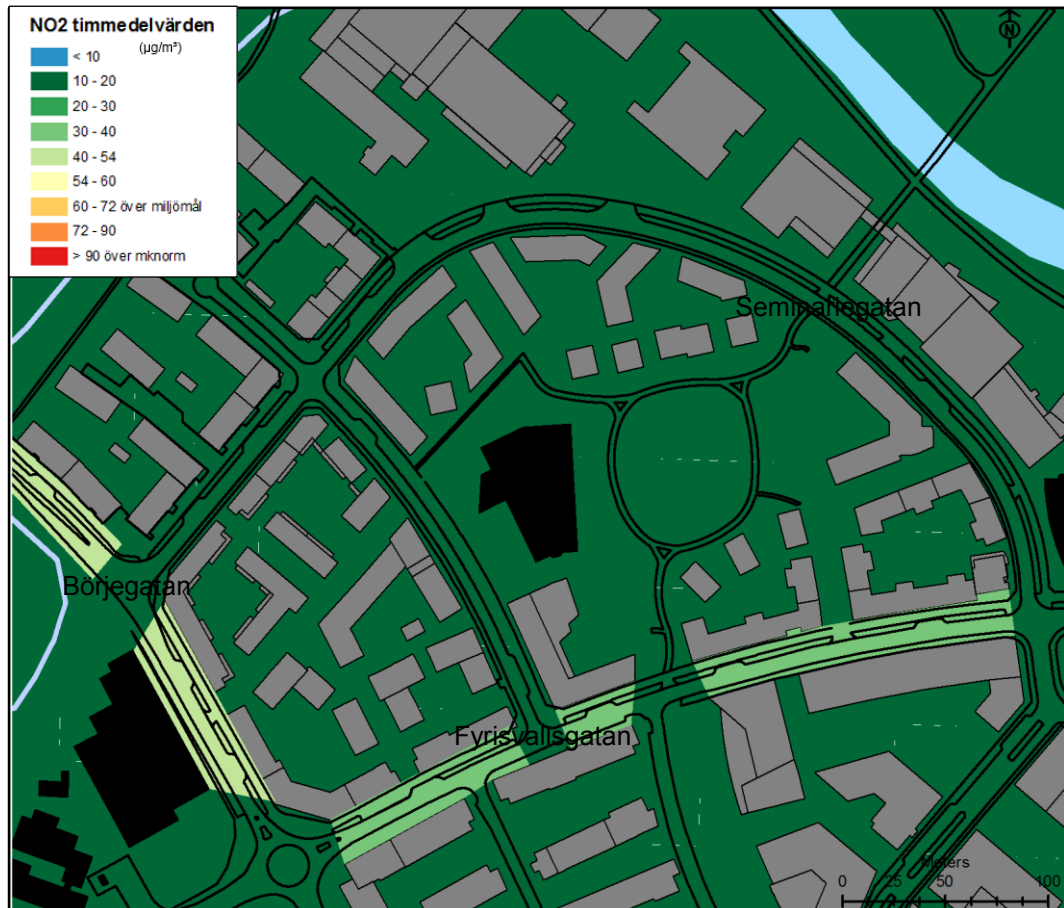 NO2 timmedelvärden
(µg/m³)
< 10
10 - 20
20 - 30
30 - 40
40 - 54
54 - 60
60 - 72 över miljömål
72 - 90
> 90 över mknorm
N
Seminariegatan
Börjegatan
Fyrisvallsgatan
Meters
0 25 50 100